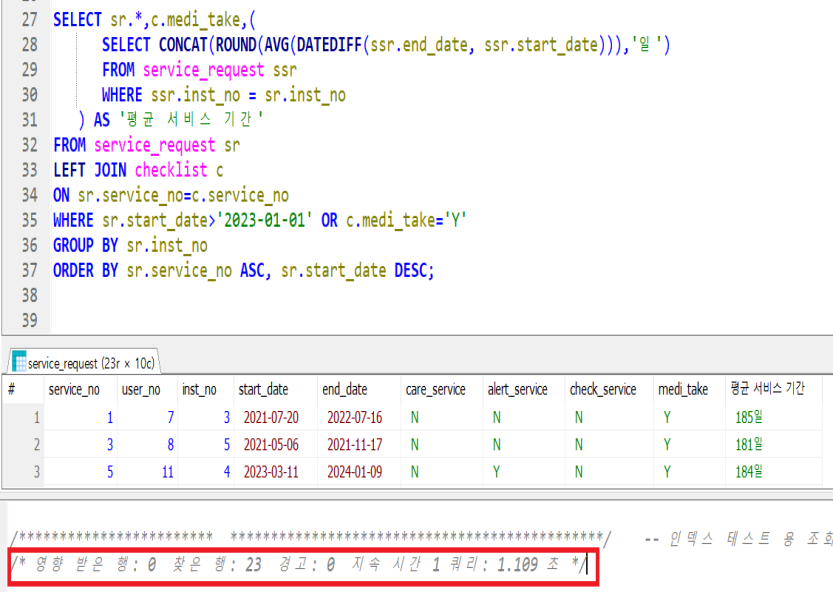 27 SELECT sr.*,c.medi_take,(
28 SELECT CONCAT(ROUND(AVG(DATEDIFF(ssr.end_date, ssr.start_date))),'일')
29 FROM service_request ssr
30 WHERE ssr.inst_no = sr.inst_no
31 ) AS '평균 서비스 기간'
32 FROM service_request sr
33 LEFT JOIN checklist c
34 ON sr.service_no=c.service_no
35 WHERE sr.start_date>'2023-01-01' OR c.medi_take='Y'
36 GROUP BY sr.inst_no
37 ORDER BY sr.service_no ASC, sr.start_date DESC;
38
39
service_request (23r × 10c)
# service_no user_no inst_no start_date end_date care_service alert_service check_service medi_take 평균 서비스 기간
1 1 7 3 2021-07-20 2022-07-16 N N N Y 185일
2 3 8 5 2021-05-06 2021-11-17 N N N Y 181일
3 5 11 4 2023-03-11 2024-01-09 N Y N Y 184일
/************************ **********************************************/ -- 인덱스 테스트 용 조회
/* 영향 받은 행: 0 찾은 행: 23 경고: 0 지속 시간 1 쿼리: 1.109 초 */